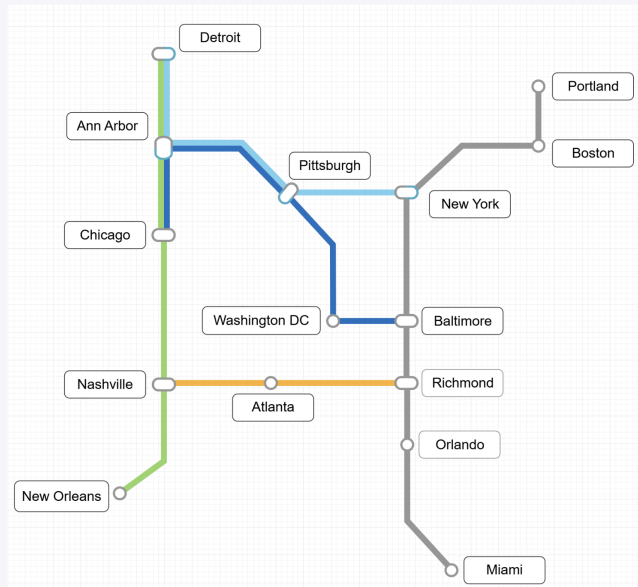 Detroit
Portland
Ann Arbor
Boston
Pittsburgh
New York
Chicago
Washington DC
Baltimore
Nashville
Richmond
Atlanta
Orlando
New Orleans
Miami